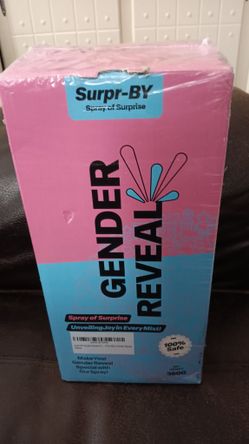 Surpr-BY
Spray of Surprise
GENDER
REVEAL
Spray of Surprise
Unveiling Joy in Every Mist!
100%
Safe
Make Your
Gender Reveal
Special with
Our Spray!